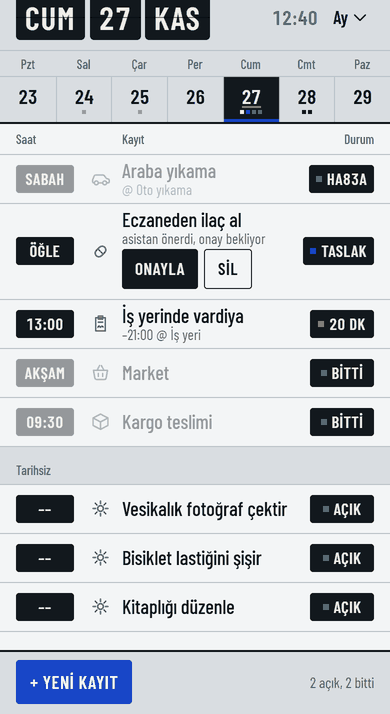 CUM 27 KAS 12:40 Ay
Pzt Sal Çar Per Cum Cmt Paz
23 24 25 26 27 28 29
Saat Kayıt Durum
SABAH Araba yıkama HA83A
@ Oto yıkama
ÖĞLE Eczaneden ilaç al TASLAK
asistan önerdi, onay bekliyor
ONAYLA SİL
13:00 İş yerinde vardiya 20 DK
–21:00 @ İş yeri
AKŞAM Market BİTTİ
09:30 Kargo teslimi BİTTİ
Tarihsiz
-- Vesikalık fotoğraf çektir AÇIK
-- Bisiklet lastiğini şişir AÇIK
-- Kitaplığı düzenle AÇIK
+ YENİ KAYIT 2 açık, 2 bitti